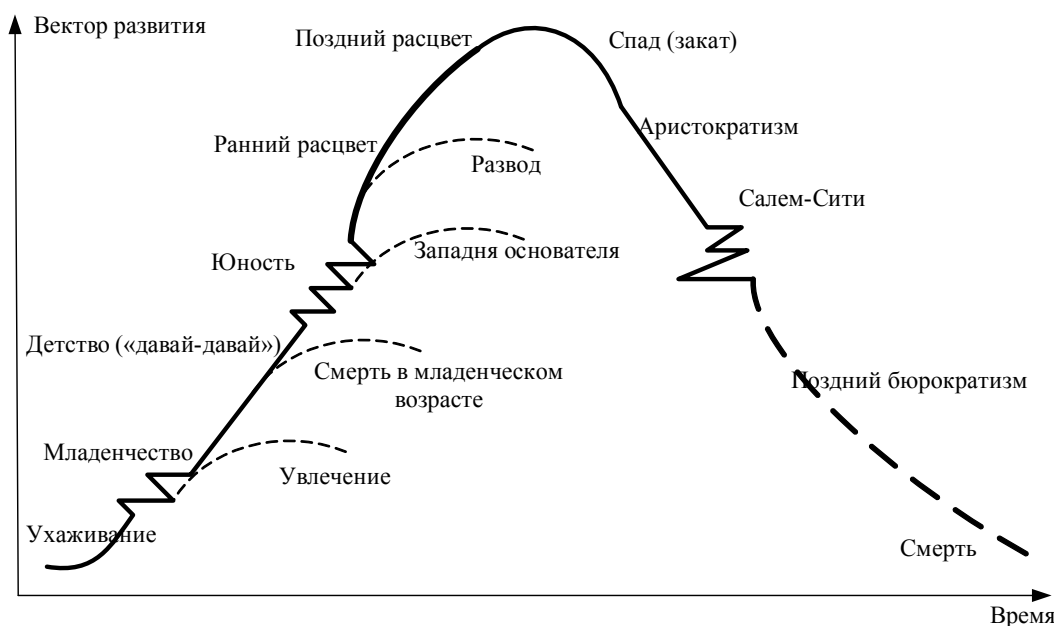 Вектор развития
Поздний расцвет
Спад (закат)
Аристократизм
Ранний расцвет
Развод
Салем-Сити
Западня основателя
Юность
Детство («давай-давай»)
Смерть в младенческом
возрасте
Младенчество
Увлечение
Поздний бюрократизм
Ухаживание
Смерть
Время